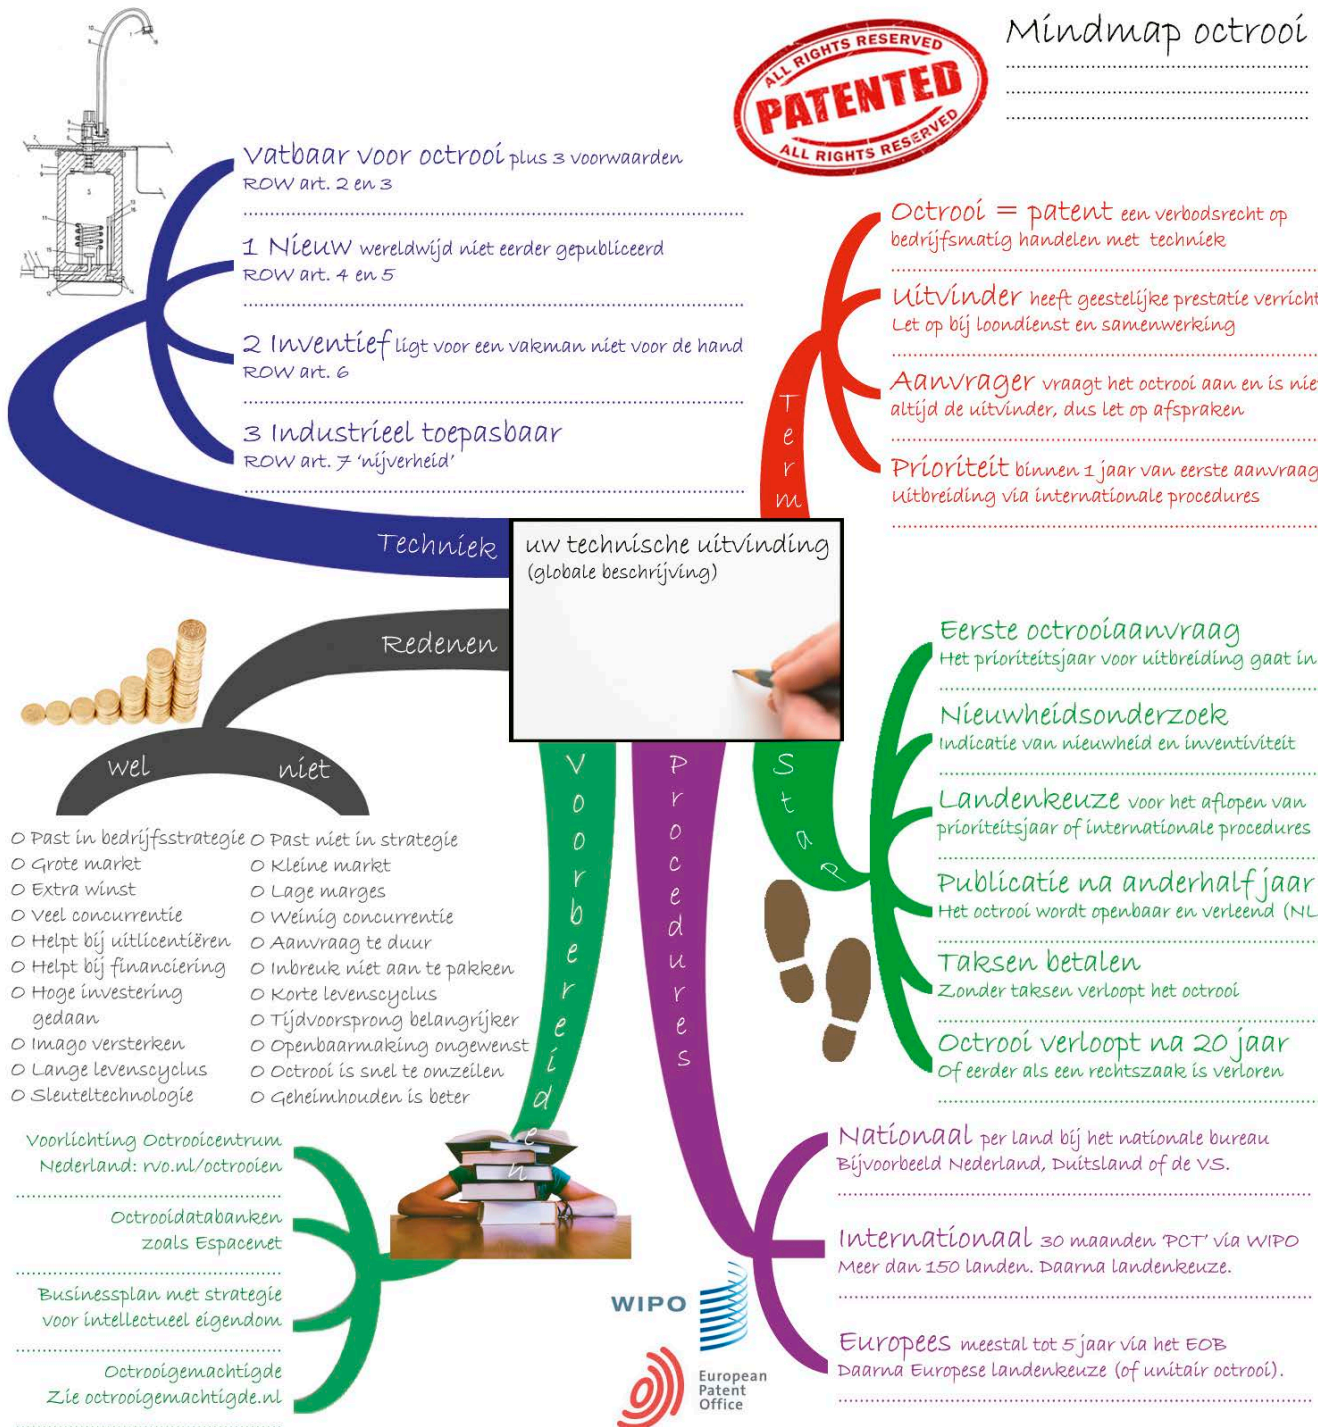 Mindmap octrooi
ALL RIGHTS RESERVED
PATENTED
ALL RIGHTS RESERVED
Vatbaar voor octrooi plus 3 voorwaarden
ROW art. 2 en 3
1 Nieuw wereldwijd niet eerder gepubliceerd
ROW art. 4 en 5
2 Inventief ligt voor een vakman niet voor de hand
ROW art. 6
3 Industrieel toepasbaar
ROW art. 7 'nijverheid'
Techniek
Octrooi = patent een verbodsrecht op
bedrijfsmatig handelen met techniek
Uitvinder heeft geestelijke prestatie verricht
Let op bij loondienst en samenwerking
Aanvrager vraagt het octrooi aan en is niet
altijd de uitvinder, dus let op afspraken
Prioriteit binnen 1 jaar van eerste aanvraag
uitbreiding via internationale procedures
Term
uw technische uitvinding
(globale beschrijving)
Redenen
wel
niet
O Past in bedrijfsstrategie
O Grote markt
O Extra winst
O Veel concurrentie
O Helpt bij uitlicentiëren
O Helpt bij financiering
O Hoge investering
gedaan
O Imago versterken
O Lange levenscyclus
O Sleuteltechnologie
O Past niet in strategie
O Kleine markt
O Lage marges
O Weinig concurrentie
O Aanvraag te duur
O Inbreuk niet aan te pakken
O Korte levenscyclus
O Tijdvoorsprong belangrijker
O Openbaarmaking ongewenst
O Octrooi is snel te omzeilen
O Geheimhouden is beter
Stap
Eerste octrooiaanvraag
Het prioriteitsjaar voor uitbreiding gaat in
Nieuwheidsonderzoek
Indicatie van nieuwheid en inventiviteit
Landenkeuze voor het aflopen van
prioriteitsjaar of internationale procedures
Publicatie na anderhalf jaar
Het octrooi wordt openbaar en verleend (NL
Taksen betalen
Zonder taksen verloopt het octrooi
Octrooi verloopt na 20 jaar
Of eerder als een rechtszaak is verloren
Voorbereiden
Voorlichting Octrooicentrum
Nederland: rvo.nl/octrooien
Octrooidatabanken
zoals Espacenet
Businessplan met strategie
voor intellectueel eigendom
Octrooigemachtigde
Zie octrooigemachtigde.nl
Procedures
Nationaal per land bij het nationale bureau
Bijvoorbeeld Nederland, Duitsland of de VS.
Internationaal 30 maanden 'PCT' via WIPO
Meer dan 150 landen. Daarna landenkeuze.
Europees meestal tot 5 jaar via het EOB
Daarna Europese landenkeuze (of unitair octrooi).
WIPO
European
Patent
Office